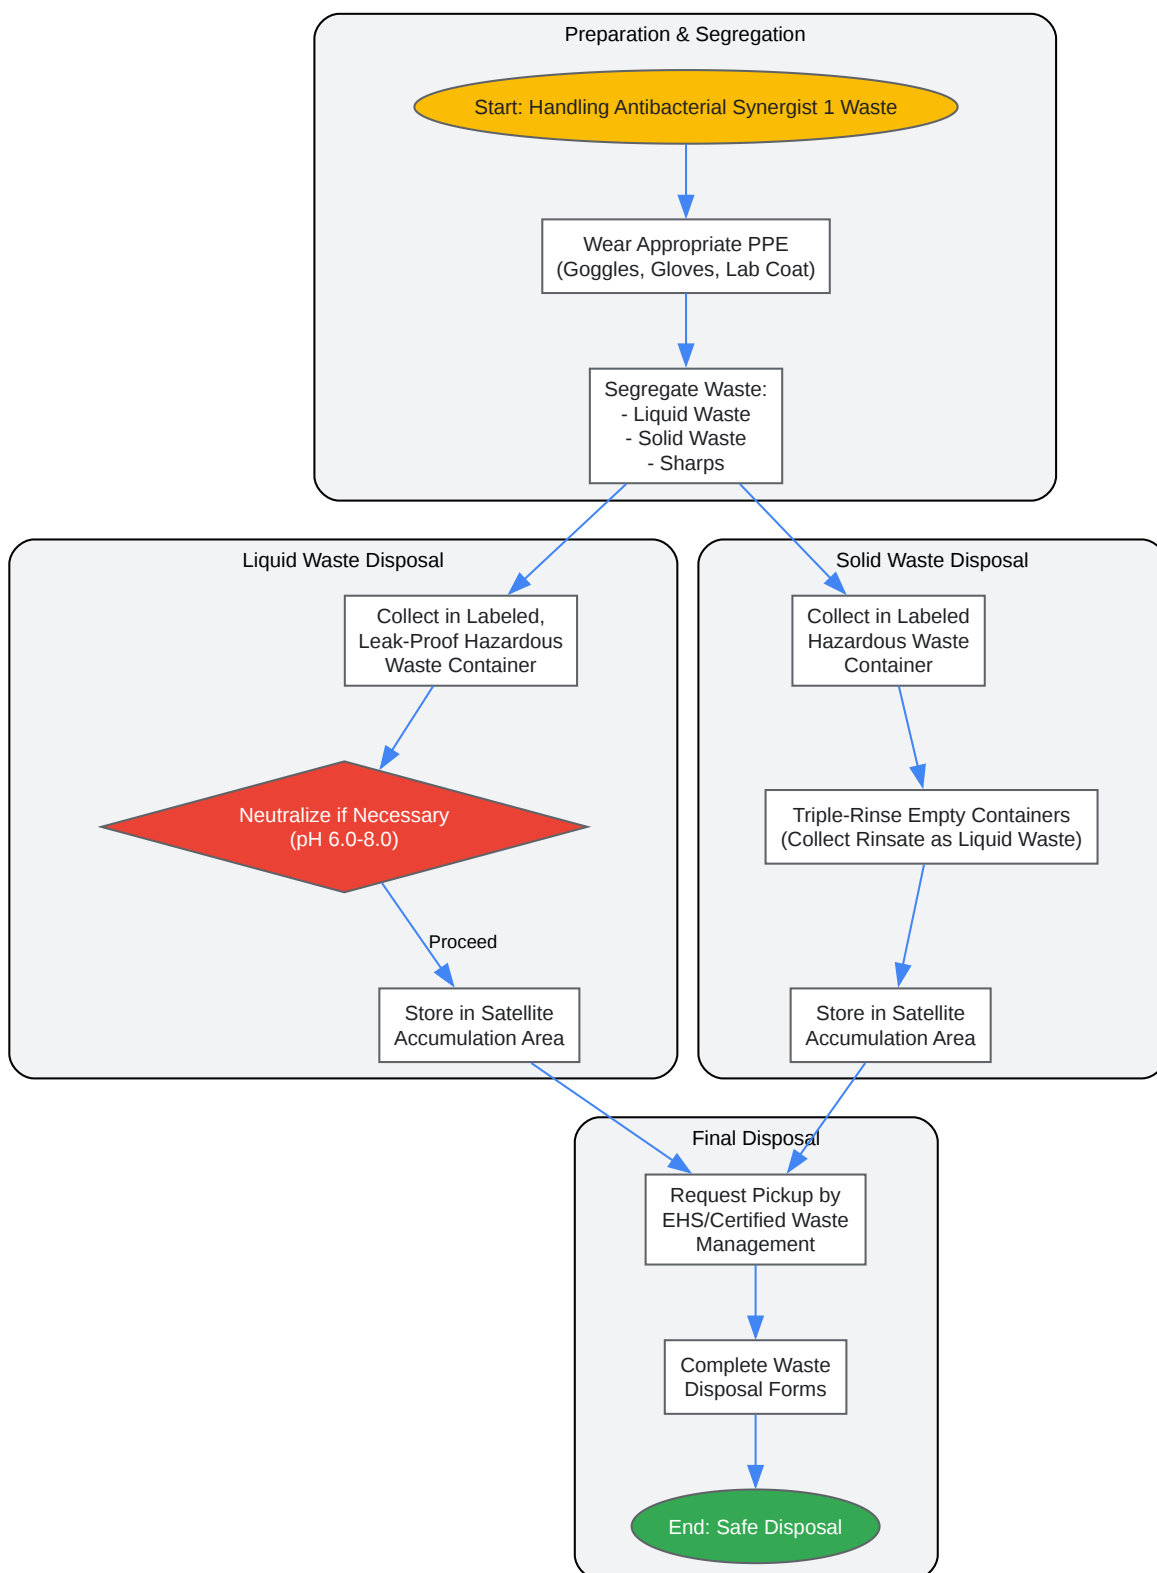 Preparation & Segregation
Start: Handling Antibacterial Synergist 1 Waste
Wear Appropriate PPE
(Goggles, Gloves, Lab Coat)
Segregate Waste:
- Liquid Waste
- Solid Waste
- Sharps
Liquid Waste Disposal
Collect in Labeled,
Leak-Proof Hazardous
Waste Container
Neutralize if Necessary
(pH 6.0-8.0)
Proceed
Store in Satellite
Accumulation Area
Solid Waste Disposal
Collect in Labeled
Hazardous Waste
Container
Triple-Rinse Empty Containers
(Collect Rinsate as Liquid Waste)
Store in Satellite
Accumulation Area
Final Disposal
Request Pickup by
EHS/Certified Waste
Management
Complete Waste
Disposal Forms
End: Safe Disposal